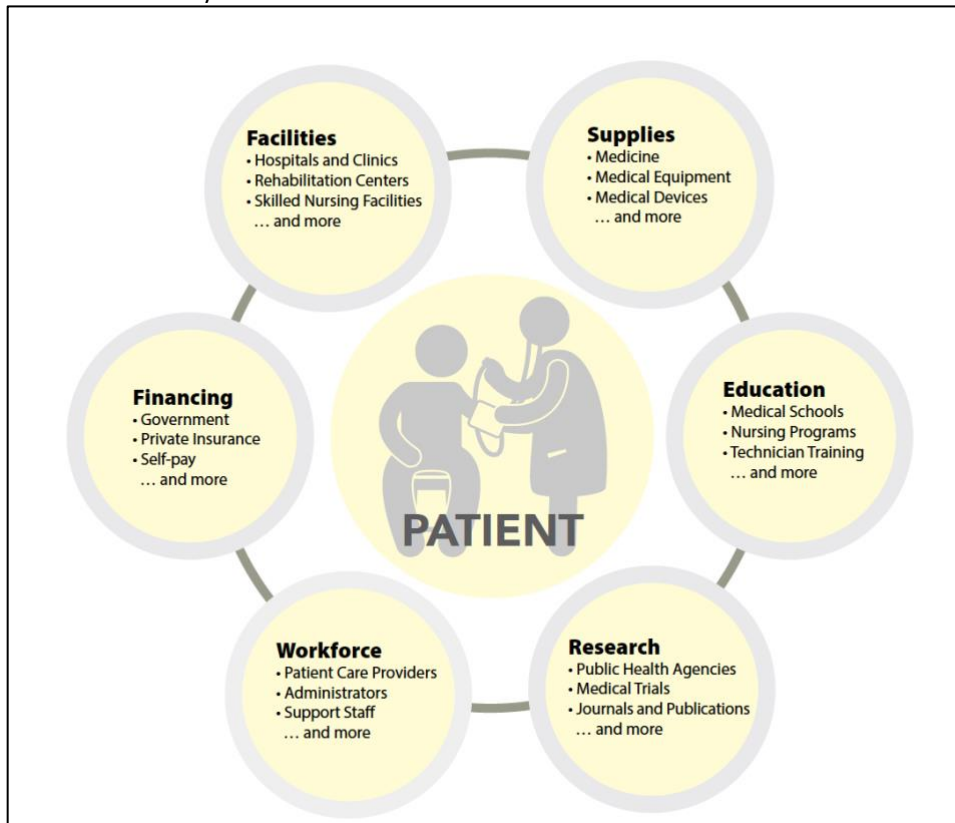 Facilities
• Hospitals and Clinics
• Rehabilitation Centers
• Skilled Nursing Facilities
… and more
Supplies
• Medicine
• Medical Equipment
• Medical Devices
… and more
Financing
• Government
• Private Insurance
• Self-pay
… and more
PATIENT
Education
• Medical Schools
• Nursing Programs
• Technician Training
… and more
Workforce
• Patient Care Providers
• Administrators
• Support Staff
… and more
Research
• Public Health Agencies
• Medical Trials
• Journals and Publications
… and more